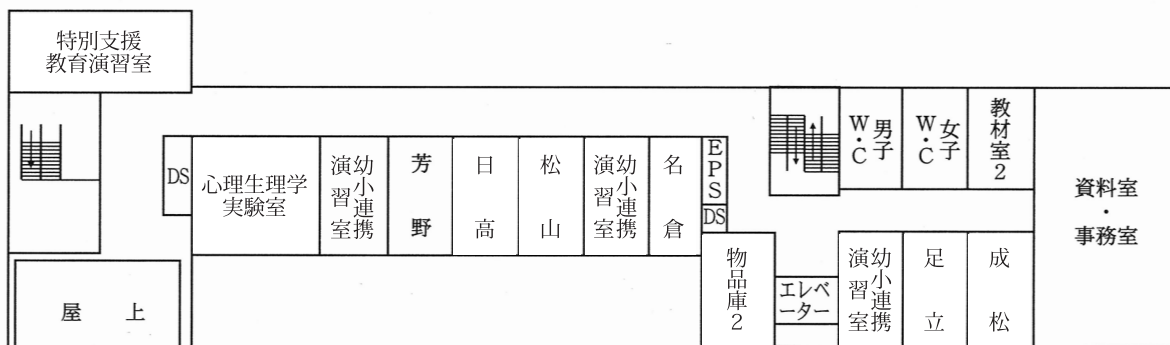 特別支援
教育演習室
DS
心理生理学
実験室
幼小連携
演習室
芳野
日高
松山
幼小連携
演習室
名倉
EPS
DS
男子
W・C
女子
W・C
教材室2
資料室
・
事務室
屋上
物品庫2
エレベ
ーター
幼小連携
演習室
足立
成松